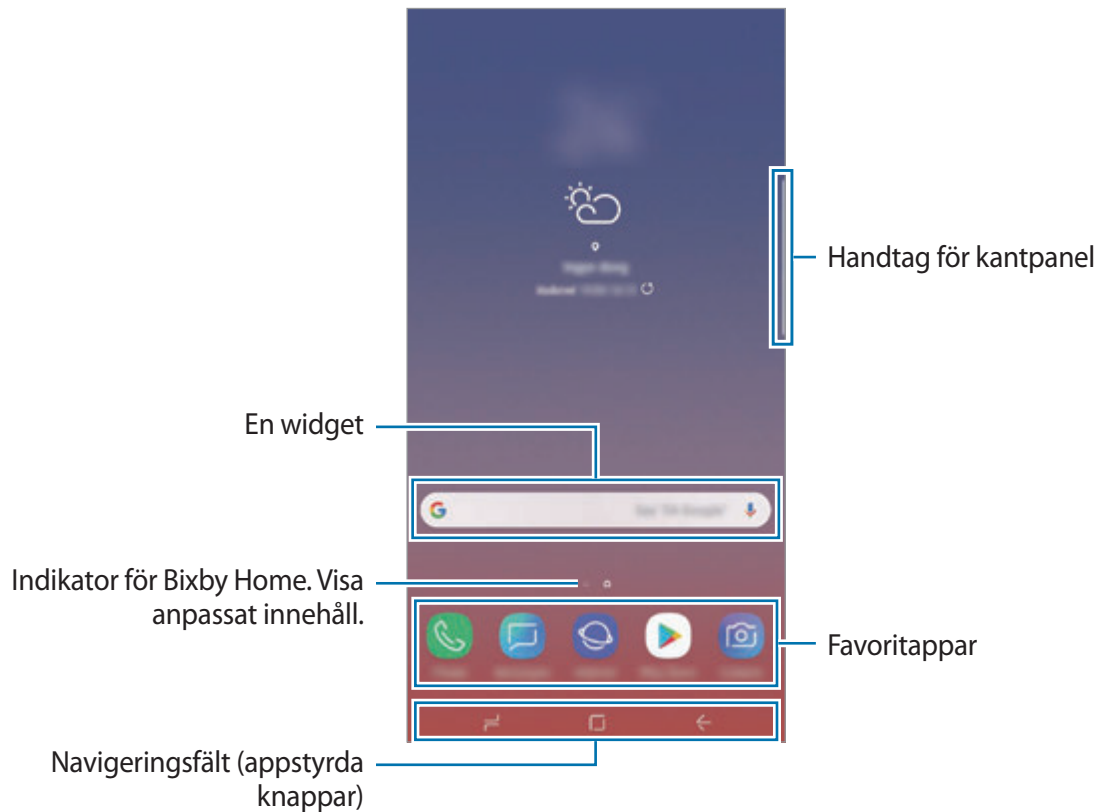 Handtag för kantpanel
En widget
Indikator för Bixby Home. Visa
anpassat innehåll.
Favoritappar
Navigeringsfält (appstyrda
knappar)